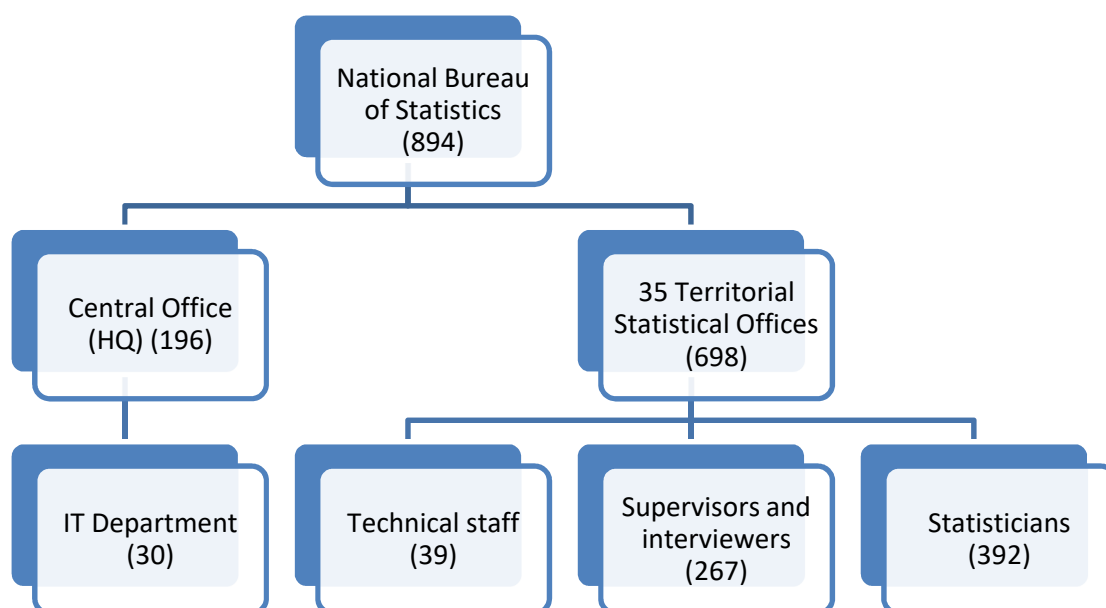 National Bureau
of Statistics
(894)
Central Office
(HQ) (196)
35 Territorial
Statistical Offices
(698)
IT Department
(30)
Technical staff
(39)
Supervisors and
interviewers
(267)
Statisticians
(392)